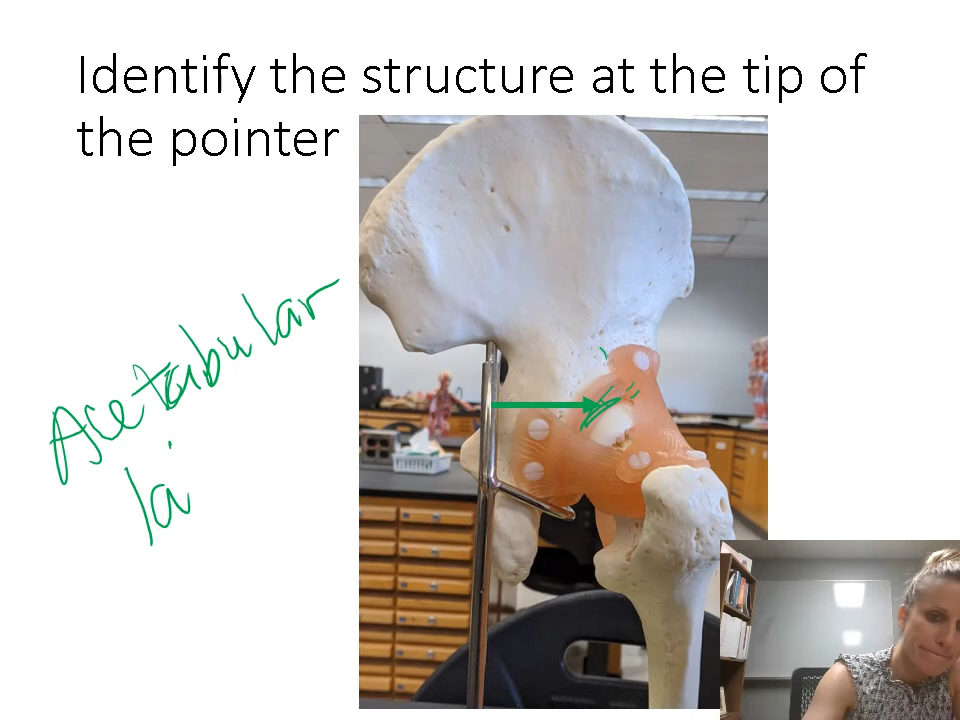 Identify the structure at the tip of
the pointer
Acetabular
la